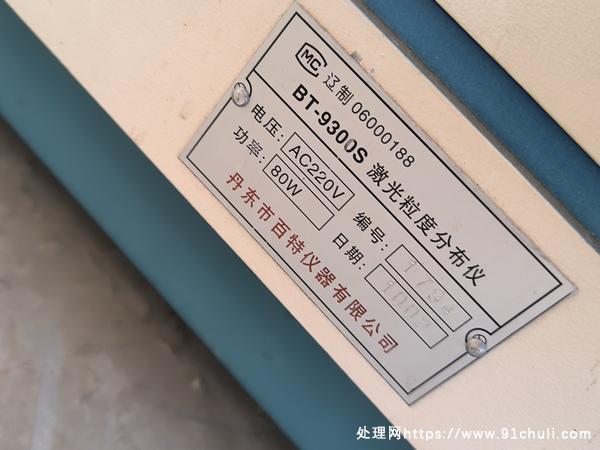 MC 辽制 06000188
BT-9300S 激光粒度分布仪
电压: AC220V 编号:
功率: 80W 日期:
丹东市百特仪器有限公司
处理网https://www.91chuli.com